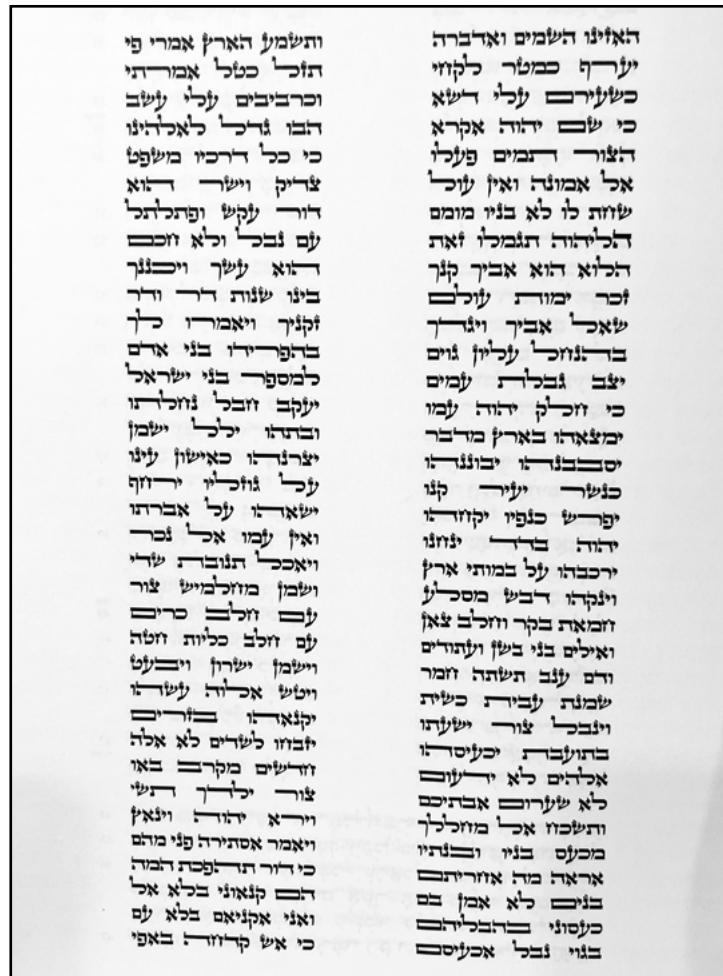 האזינו השמים ואדברה ותשמע הארץ אמרי פי
יערף כמטר לקחי תזל כטל אמרתי
כשעירם עלי דשא וכרביבים עלי עשב
כי שם יהוה אקרא הבו גדל לאלהינו
הצור תמים פעלו כי כל דרכיו משפט
אל אמונה ואין עול צדיק וישר הוא
שחת לו לא בניו מומם דור עקש ופתלתל
הליהוה תגמלו זאת עם נבל ולא חכם
הלוא הוא אביך קנך הוא עשך ויכננך
זכר ימות עולם בינו שנות דר ודר
שאל אביך ויגדך זקניך ויאמרו לך
בהנחל עליון גוים בהפרידו בני אדם
יצב גבלת עמים למספר בני ישראל
כי חלק יהוה עמו יעקב חבל נחלתו
ימצאהו בארץ מדבר ובתהו ילל ישמן
יסבבנהו יבוננהו יצרנהו כאישון עינו
כנשר יעיר קנו על גוזליו ירחף
יפרש כנפיו יקחהו ישאהו על אברתו
יהוה בדד ינחנו ואין עמו אל נכר
ירכבהו על במותי ארץ ויאכל תנובת שדי
וינקהו דבש מסלע ושמן מחלמיש צור
חמאת בקר וחלב צאן עם חלב כרים
ואילים בני בשן ועתודים עם חלב כליות חטה
ודם ענב תשתה חמר וישמן ישרון ויבעט
שמנת עבית כשית ויטש אלוה עשהו
וינבל צור ישעתו יקנאהו בזרים
בתועבת יכעיסהו יזבחו לשדים לא אלה
אלהים לא ידעום חדשים מקרב באו
לא שערום אבתיכם צור ילדך תשי
ותשכח אל מחללך וירא יהוה וינאץ
מכעס בניו ובנתיו ויאמר אסתירה פני מהם
אראה מה אחריתם כי דור תהפכת המה
בנים לא אמן בם הם קנאוני בלא אל
כעסוני בהבליהם ואני אקניאם בלא עם
בגוי נבל אכעיסם כי אש קדחה באפי